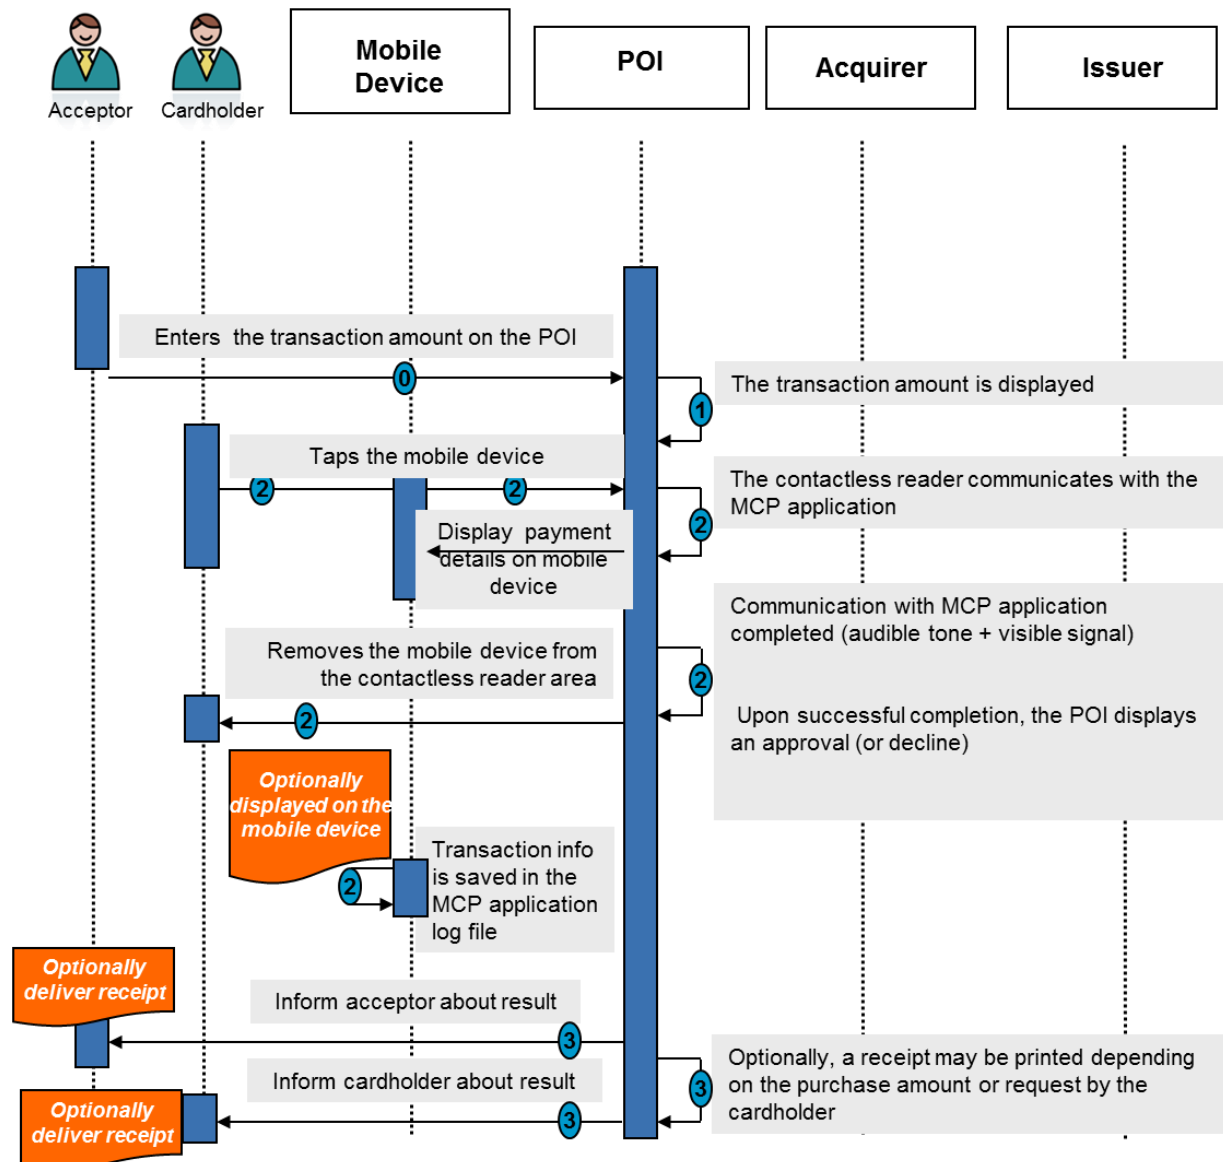 Acceptor
Cardholder
Mobile
Device
POI
Acquirer
Issuer
Enters the transaction amount on the POI
0
The transaction amount is displayed
1
Taps the mobile device
2
2
The contactless reader communicates with the
MCP application
2
Display payment
details on mobile
device
Communication with MCP application
completed (audible tone + visible signal)
Removes the mobile device from
the contactless reader area
2
2
Upon successful completion, the POI displays
an approval (or decline)
Optionally
displayed on the
mobile device
Transaction info
is saved in the
MCP application
log file
2
Optionally
deliver receipt
Inform acceptor about result
3
Optionally, a receipt may be printed depending
on the purchase amount or request by the
cardholder
3
Inform cardholder about result
3
Optionally
deliver receipt